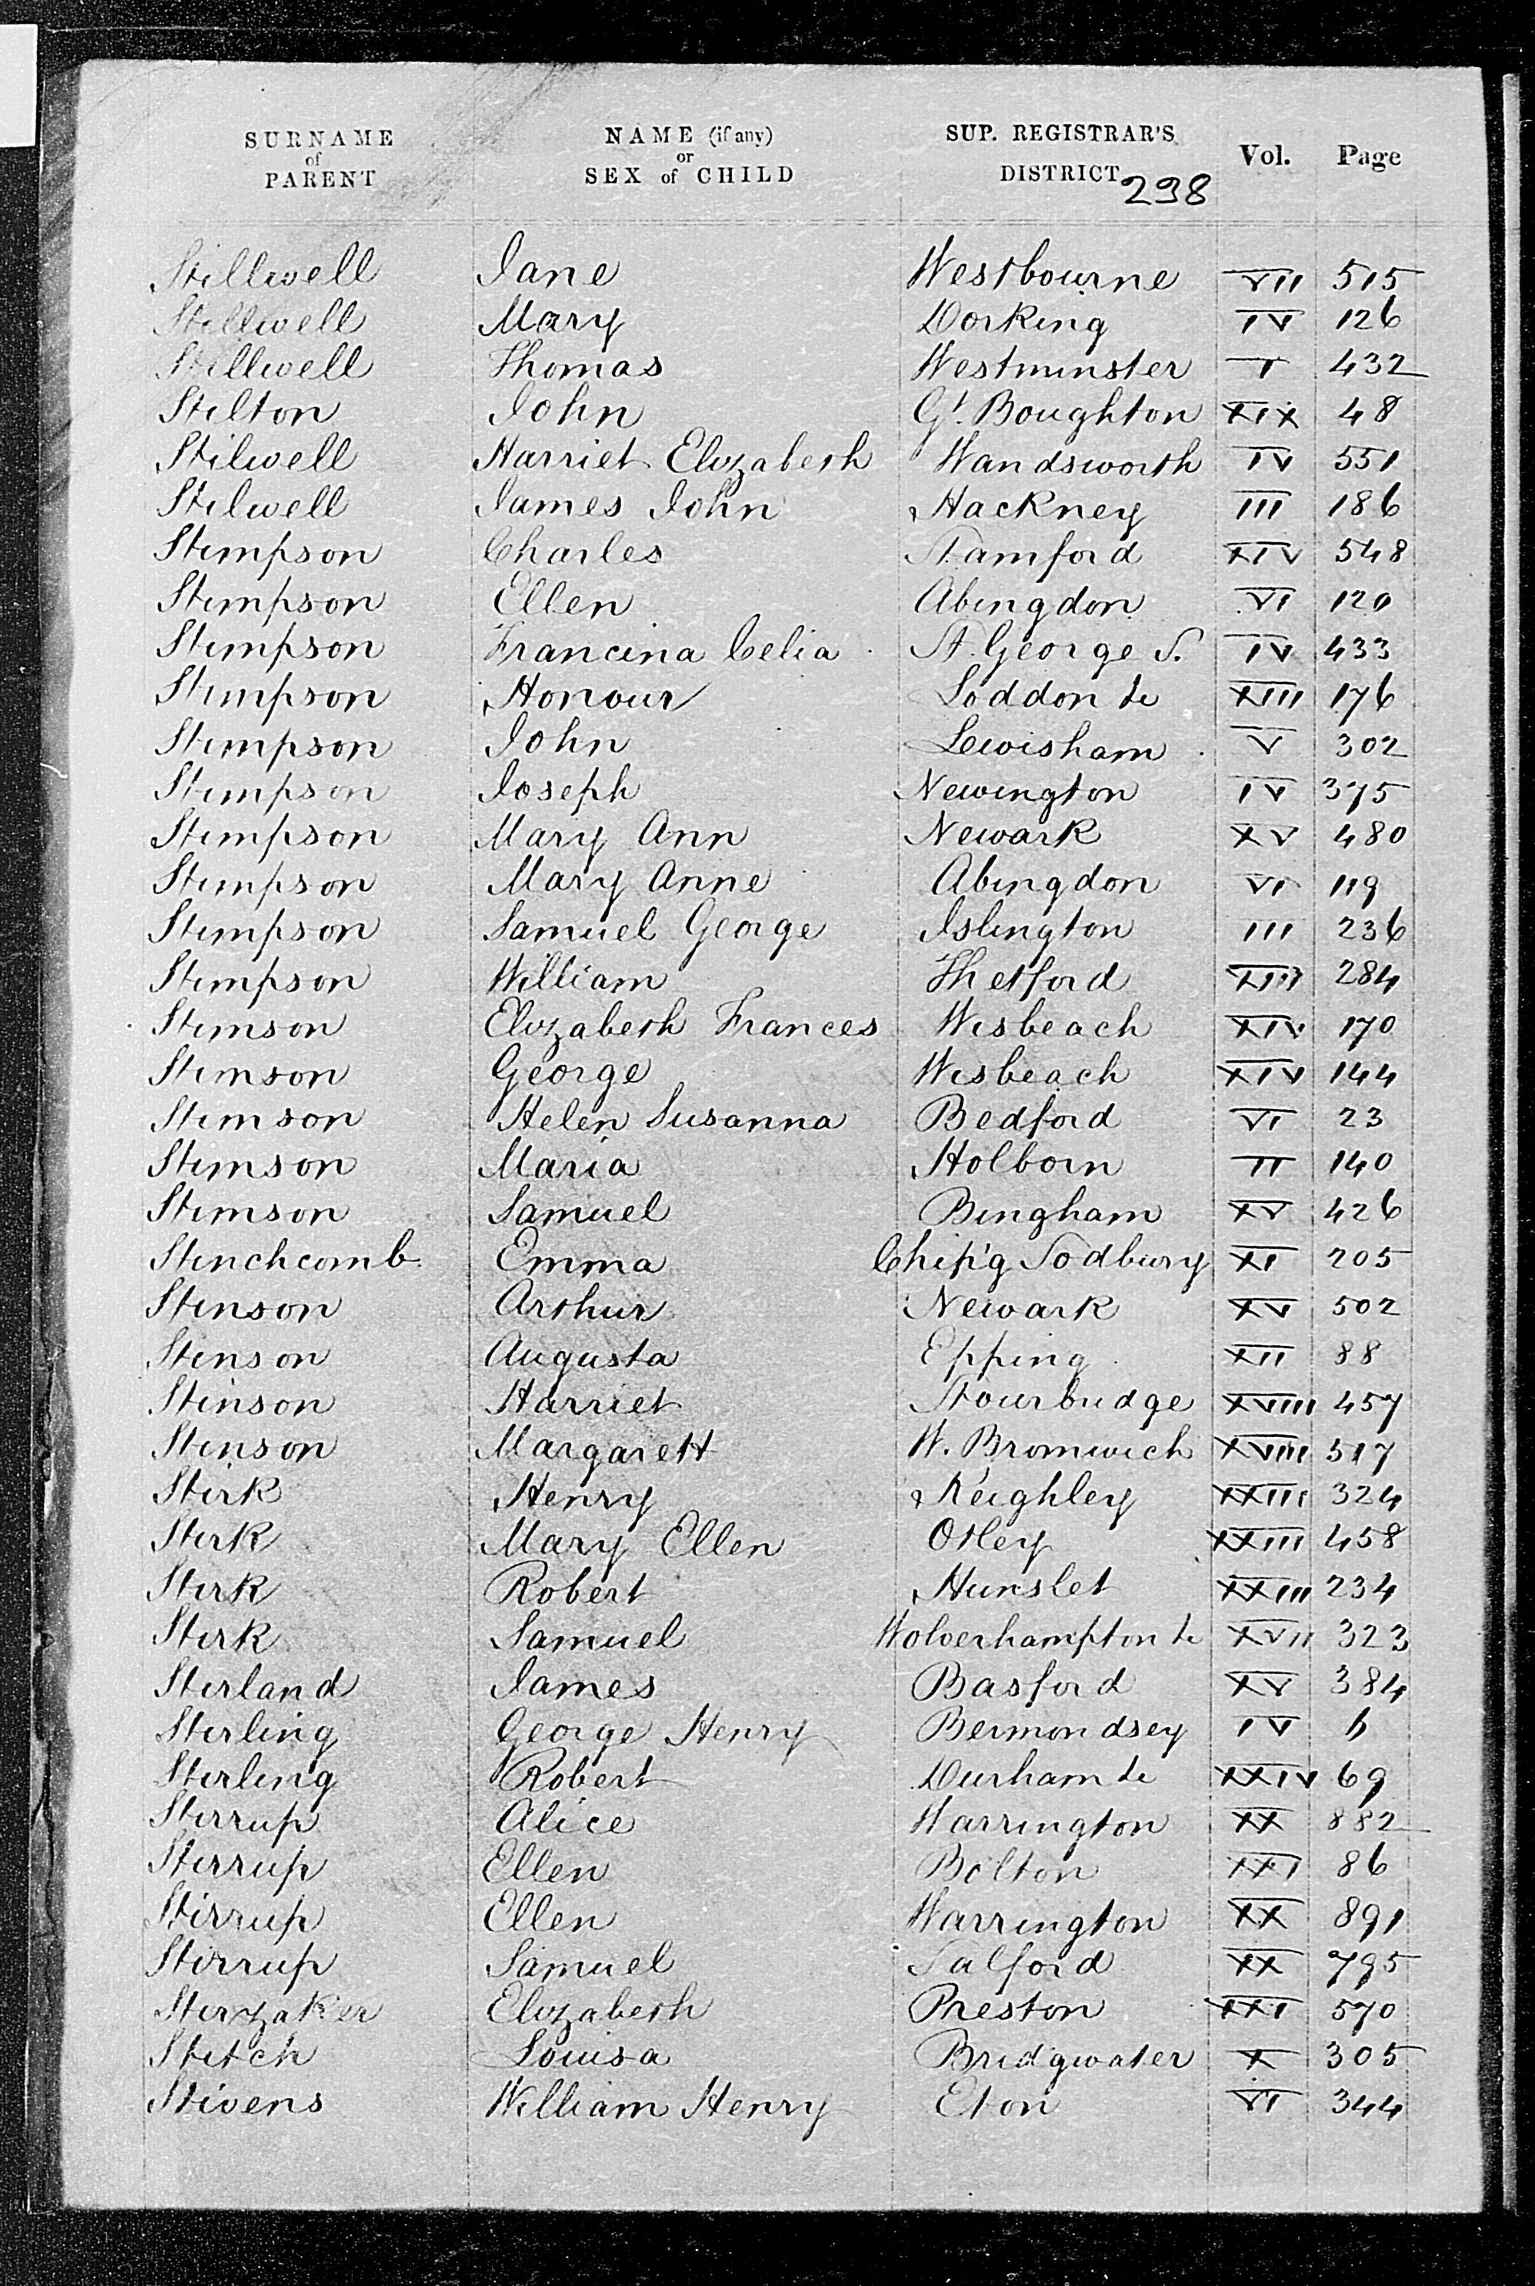 SURNAME of PARENT NAME (if any) or SEX of CHILD SUP. REGISTRAR'S DISTRICT Vol. Page
298
Stillwell Jane Westbourne VII 515
Stillwell Mary Dorking IV 126
Stillwell Thomas Westminster I 432
Stilton John Gt. Boughton XIX 48
Stilwell Harriet Elizabeth Wandsworth IV 551
Stilwell James John Hackney III 186
Stimpson Charles Stamford XIV 548
Stimpson Ellen Abingdon VI 120
Stimpson Francina Celia St. George S. IV 433
Stimpson Honour Loddon &c XIII 176
Stimpson John Lewisham V 302
Stimpson Joseph Newington IV 375
Stimpson Mary Ann Newark XV 480
Stimpson Mary Anne Abingdon VI 119
Stimpson Samuel George Islington III 236
Stimpson William Thetford XIII 284
Stimson Elizabeth Frances Wisbeach XIV 170
Stimson George Wisbeach XIV 144
Stimson Helen Susanna Bedford VI 23
Stimson Maria Holborn II 140
Stimson Samuel Bingham XV 426
Stinchcomb Emma Chip'g Sodbury XI 205
Stinson Arthur Newark XV 502
Stinson Augusta Epping XII 88
Stinson Harriet Stourbridge XVIII 457
Stinson Margarett W. Bromwich XVIII 517
Stirk Henry Keighley XXIII 324
Stirk Mary Ellen Otley XXIII 458
Stirk Robert Hunslet XXIII 234
Stirk Samuel Wolverhampton &c XVII 323
Stirland James Basford XV 384
Stirling George Henry Bermondsey IV 6
Stirling Robert Durham &c XXIV 69
Stirrup Alice Warrington XX 882
Stirrup Ellen Bolton XXI 86
Stirrup Ellen Warrington XX 891
Stirrup Samuel Salford XX 795
Stirzaker Elizabeth Preston XXI 570
Stitch Louisa Bridgwater X 305
Stivens William Henry Eton VI 344